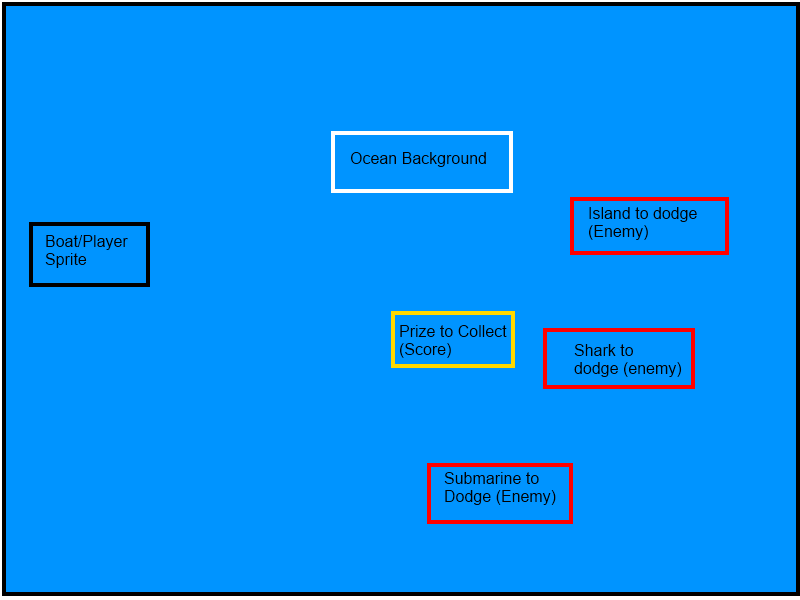 Ocean Background
Island to dodge
(Enemy)
Boat/Player
Sprite
Prize to Collect
(Score)
Shark to
dodge (enemy)
Submarine to
Dodge (Enemy)